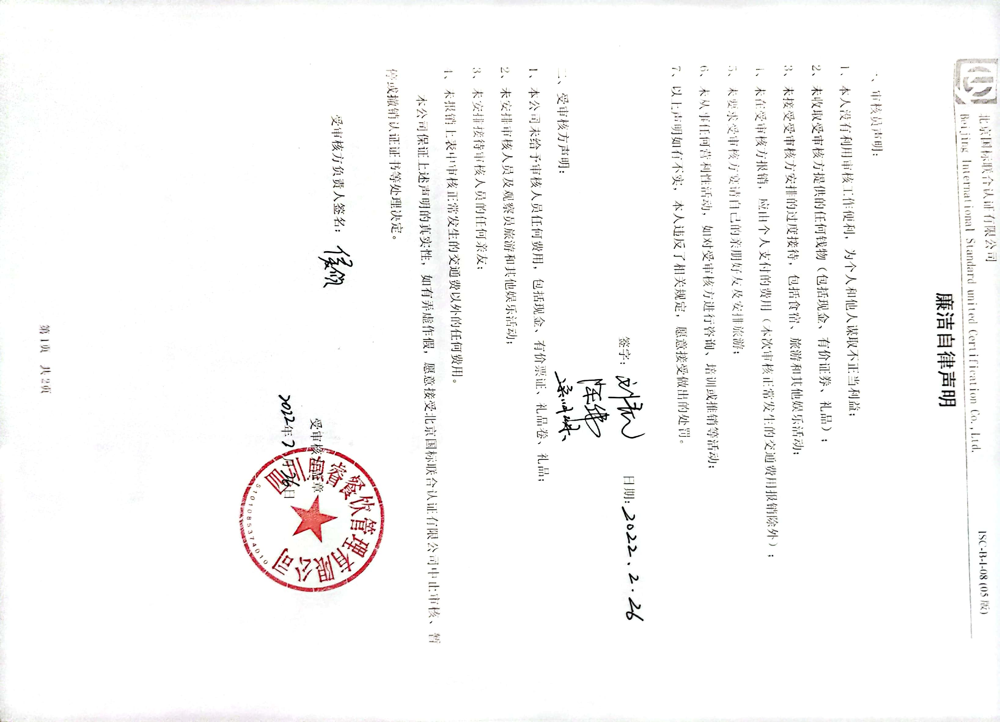 北京国标联合认证有限公司
Beijing International Standard united Certification Co.,Ltd.
ISC-B-I-08(05版)
廉洁自律声明
一、审核员声明：
1、本人没有利用审核工作便利，为个人和他人谋取不正当利益；
2、未收取受审核方提供的任何钱物（包括现金、有价证券、礼品）；
3、未接受受审核方安排的过度接待，包括食宿、旅游和其他娱乐活动；
4、未在受审核方报销，应由个人支付的费用（本次审核正常发生的交通费用报销除外）；
5、未要求受审核方宴请自己的亲朋好友及安排旅游；
6、未从事任何营利性活动，如对受审核方进行咨询、培训或推销等活动；
7、以上声明如有不实，本人违反了相关规定，愿意接受做出的处罚。
签字： 日期：2022.2.26
二、受审核方声明：
1、本公司未给予审核人员任何费用，包括现金、有价票证、礼品卷、礼品；
2、未安排审核人员及观察员旅游和其他娱乐活动；
3、未安排接待审核人员的任何亲友；
4、未报销上表中审核正常发生的交通费以外的任何费用。
本公司保证上述声明的真实性，如有弄虚作假，愿意接受北京国标联合认证有限公司中止审核、暂
停或撤销认证证书等处理决定。
受审核方负责人签名：
受审核方盖章
2022年2月26日
餐饮管理有限公司
5101085374010
第1页 共2页